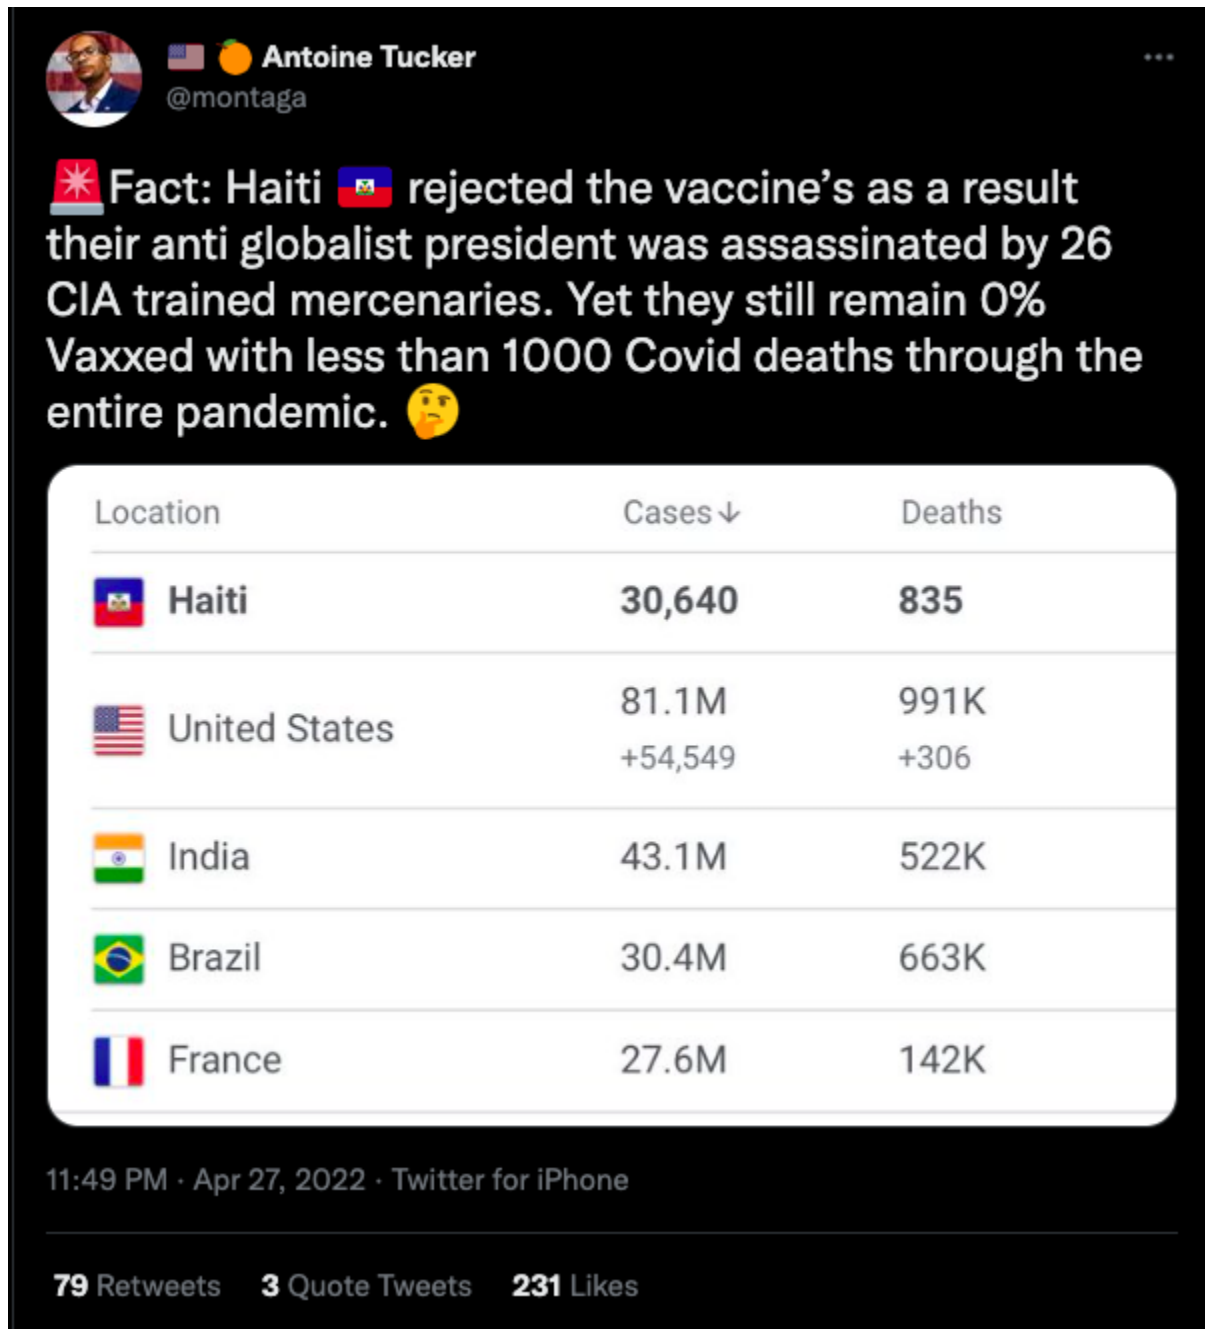 🇺🇸 🍊 Antoine Tucker
@montaga
🚨Fact: Haiti 🇭🇹 rejected the vaccine’s as a result
their anti globalist president was assassinated by 26
CIA trained mercenaries. Yet they still remain 0%
Vaxxed with less than 1000 Covid deaths through the
entire pandemic. 🤔
Location Cases↓ Deaths
Haiti 30,640 835
United States 81.1M 991K
+54,549 +306
India 43.1M 522K
Brazil 30.4M 663K
France 27.6M 142K
11:49 PM · Apr 27, 2022 · Twitter for iPhone
79 Retweets 3 Quote Tweets 231 Likes